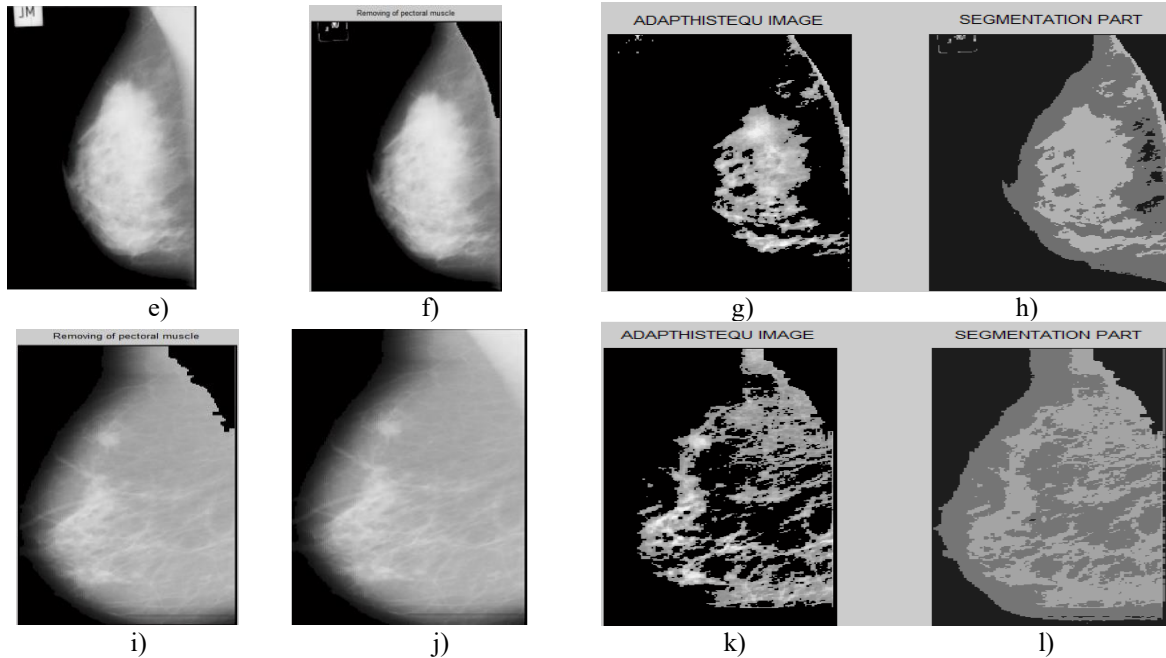 JM
Removing of pectoral muscle
ADAPTHISTEQU IMAGE
SEGMENTATION PART
e)
f)
g)
h)
Removing of pectoral muscle
ADAPTHISTEQU IMAGE
SEGMENTATION PART
i)
j)
k)
l)